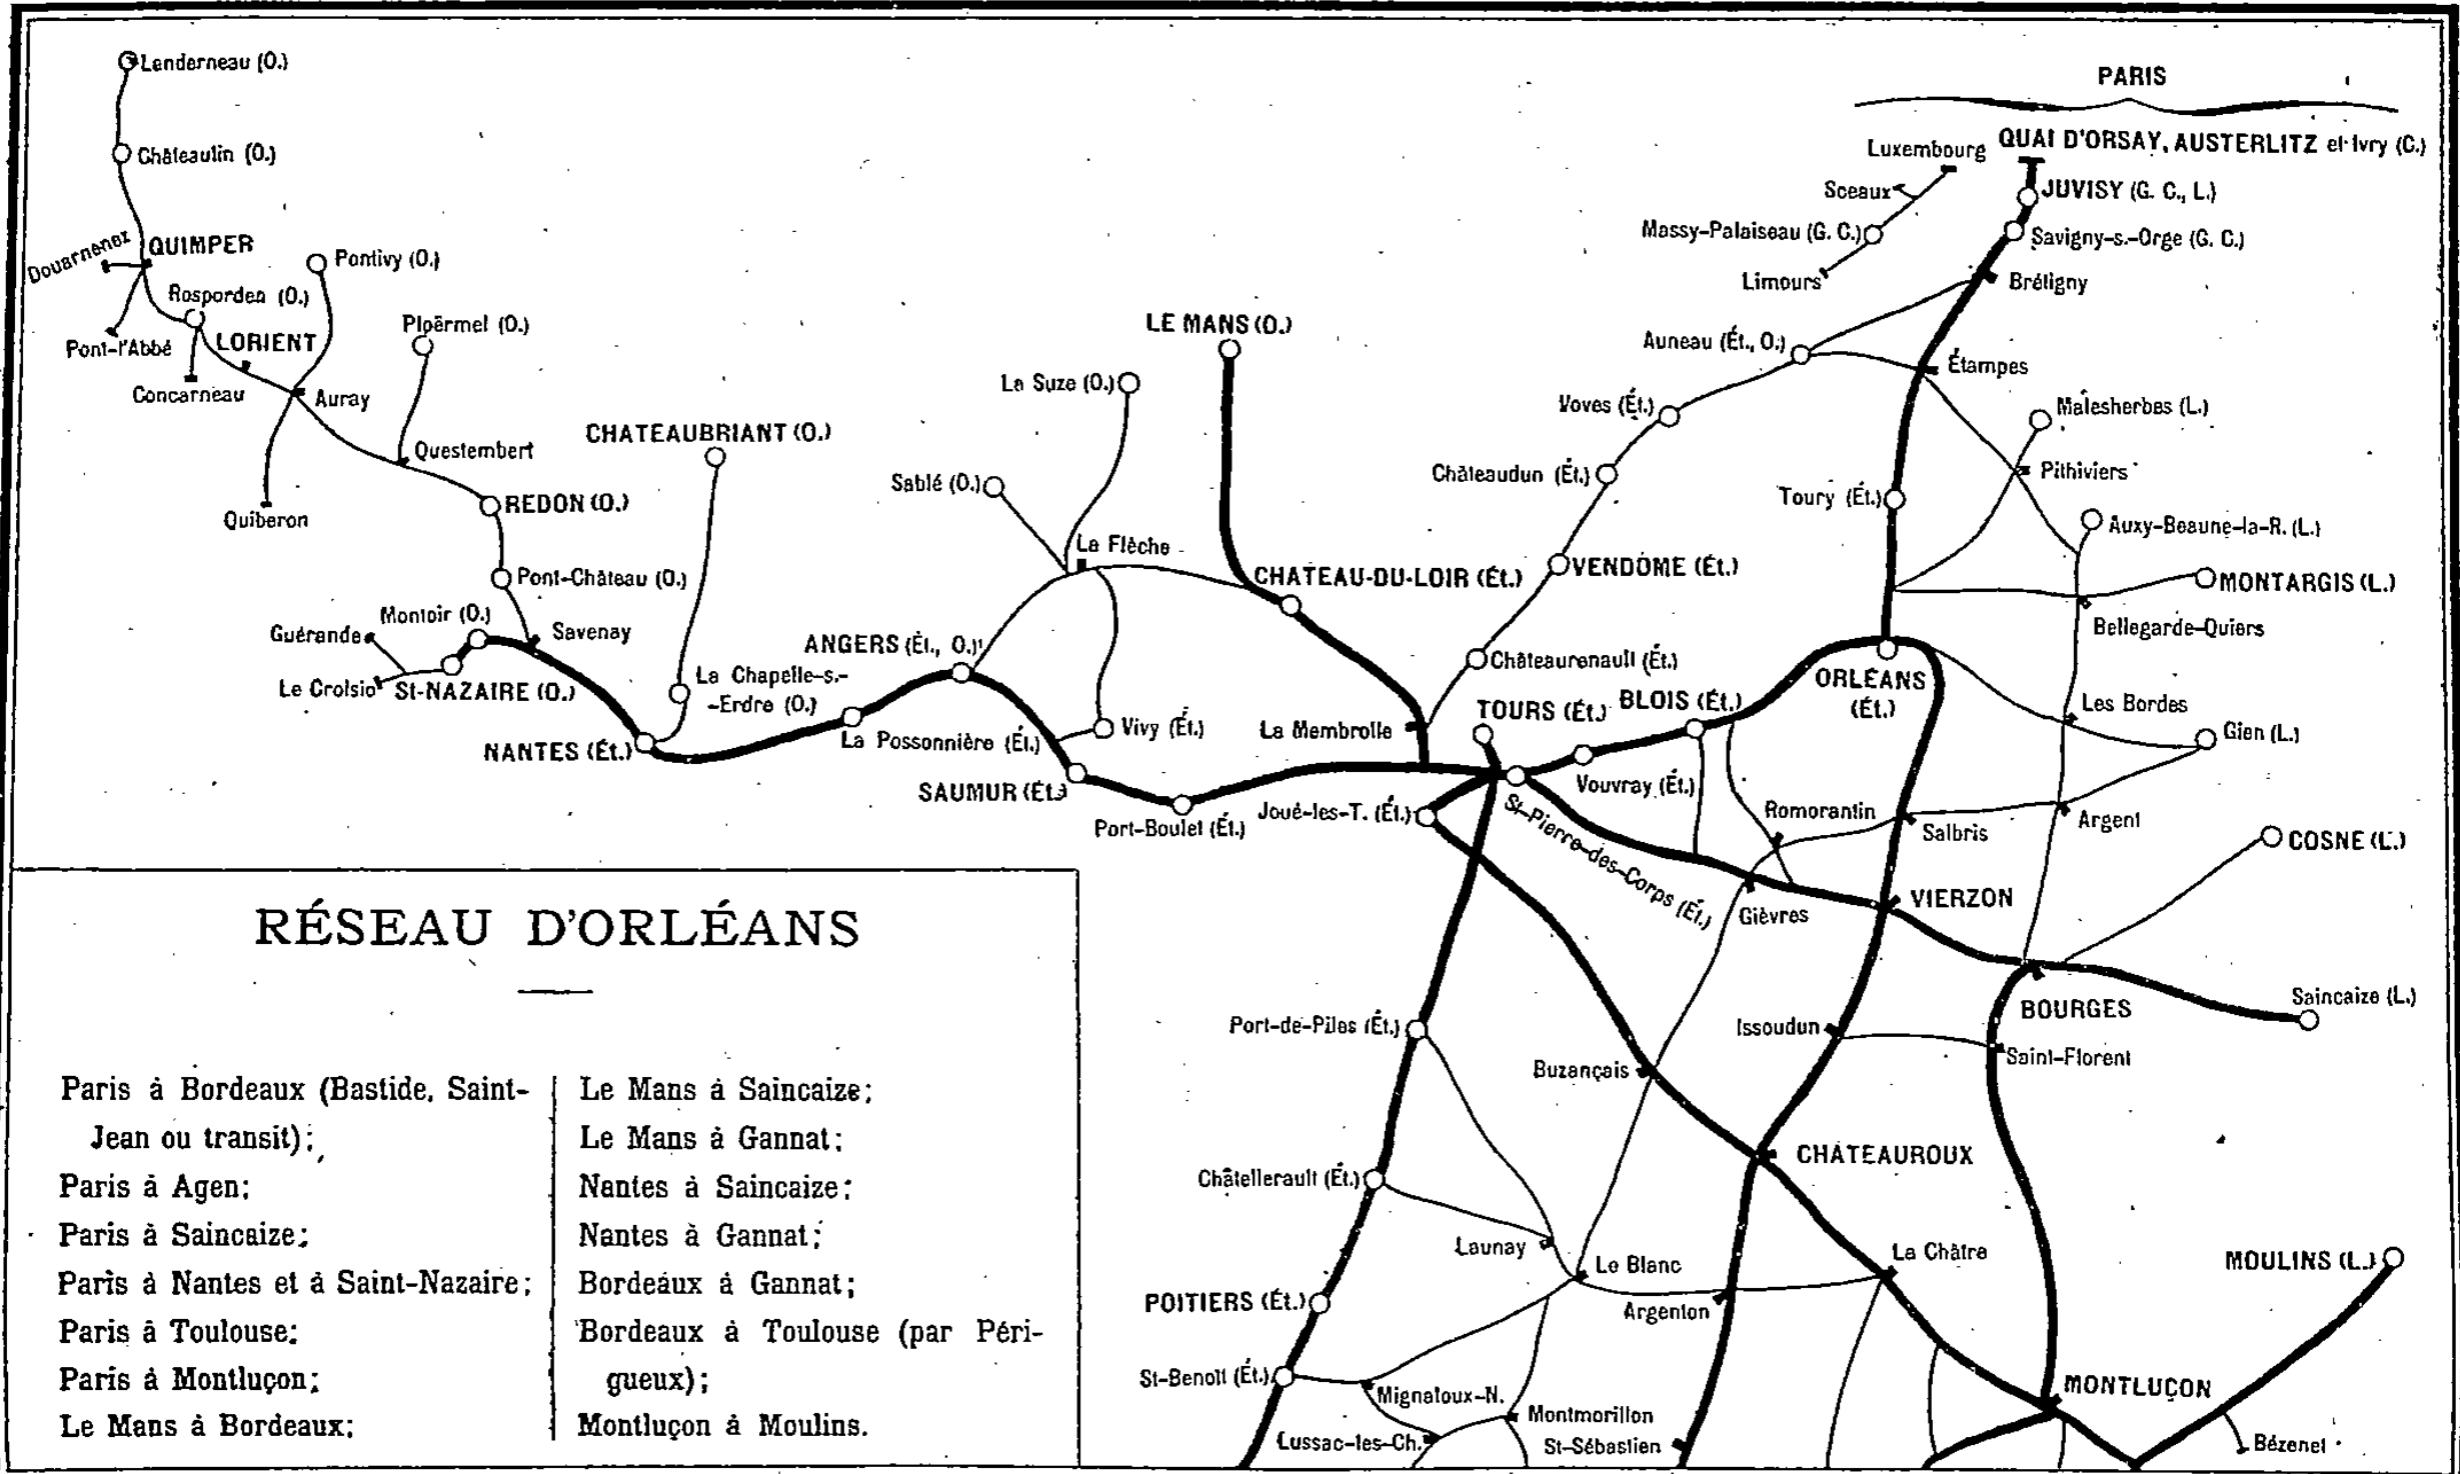 PARIS
QUAI D'ORSAY, AUSTERLITZ et Ivry (C.)
Luxembourg
Sceaux
JUVISY (G. C., L.)
Massy-Palaiseau (G. C.)
Savigny-s.-Orge (G. C.)
Limours
Brétigny
Lenderneau (O.)
Châteaulin (O.)
Douarnenez
QUIMPER
Pontivy (O.)
Rosporden (O.)
Pont-l'Abbé
LORIENT
Ploërmel (O.)
Concarneau
Auray
Questembert
Quiberon
REDON (O.)
CHATEAUBRIANT (O.)
Pont-Château (O.)
Montoir (O.)
Guérande
Savenay
Le Croisic
St-NAZAIRE (O.)
La Chapelle-s.-
-Erdre (O.)
NANTES (Ét.)
LE MANS (O.)
La Suze (O.)
Sablé (O.)
La Flèche
CHATEAU-DU-LOIR (Ét.)
ANGERS (Ét., O.)
La Possonnière (Ét.)
Vivy (Ét.)
SAUMUR (Ét.)
Port-Boulet (Ét.)
Auneau (Ét., O.)
Étampes
Voves (Ét.)
Malesherbes (L.)
Châteaudun (Ét.)
Pithiviers
Toury (Ét.)
Auxy-Beaune-la-R. (L.)
VENDÔME (Ét.)
MONTARGIS (L.)
Bellegarde-Quiers
Châteaurenault (Ét.)
ORLÉANS
(Ét.)
La Membrolle
TOURS (Ét.)
BLOIS (Ét.)
Les Bordes
Gien (L.)
Vouvray (Ét.)
Joué-les-T. (Ét.)
St-Pierre-des-Corps (Ét.)
Romorantin
Salbris
Argent
COSNE (L.)
Gièvres
VIERZON
BOURGES
Saincaize (L.)
Port-de-Piles (Ét.)
Issoudun
Saint-Florent
Buzançais
CHÂTEAUROUX
Châtellerault (Ét.)
Launay
Le Blanc
La Châtre
MOULINS (L.)
POITIERS (Ét.)
Argenton
St-Benoît (Ét.)
Mignaloux-N.
MONTLUÇON
Lussac-les-Ch.
Montmorillon
St-Sébastien
Bézenet
RÉSEAU D'ORLÉANS
Paris à Bordeaux (Bastide, Saint-
Jean ou transit);
Paris à Agen;
Paris à Saincaize;
Paris à Nantes et à Saint-Nazaire;
Paris à Toulouse;
Paris à Montluçon;
Le Mans à Bordeaux;
Le Mans à Saincaize;
Le Mans à Gannat;
Nantes à Saincaize;
Nantes à Gannat;
Bordeaux à Gannat;
Bordeaux à Toulouse (par Péri-
gueux);
Montluçon à Moulins.